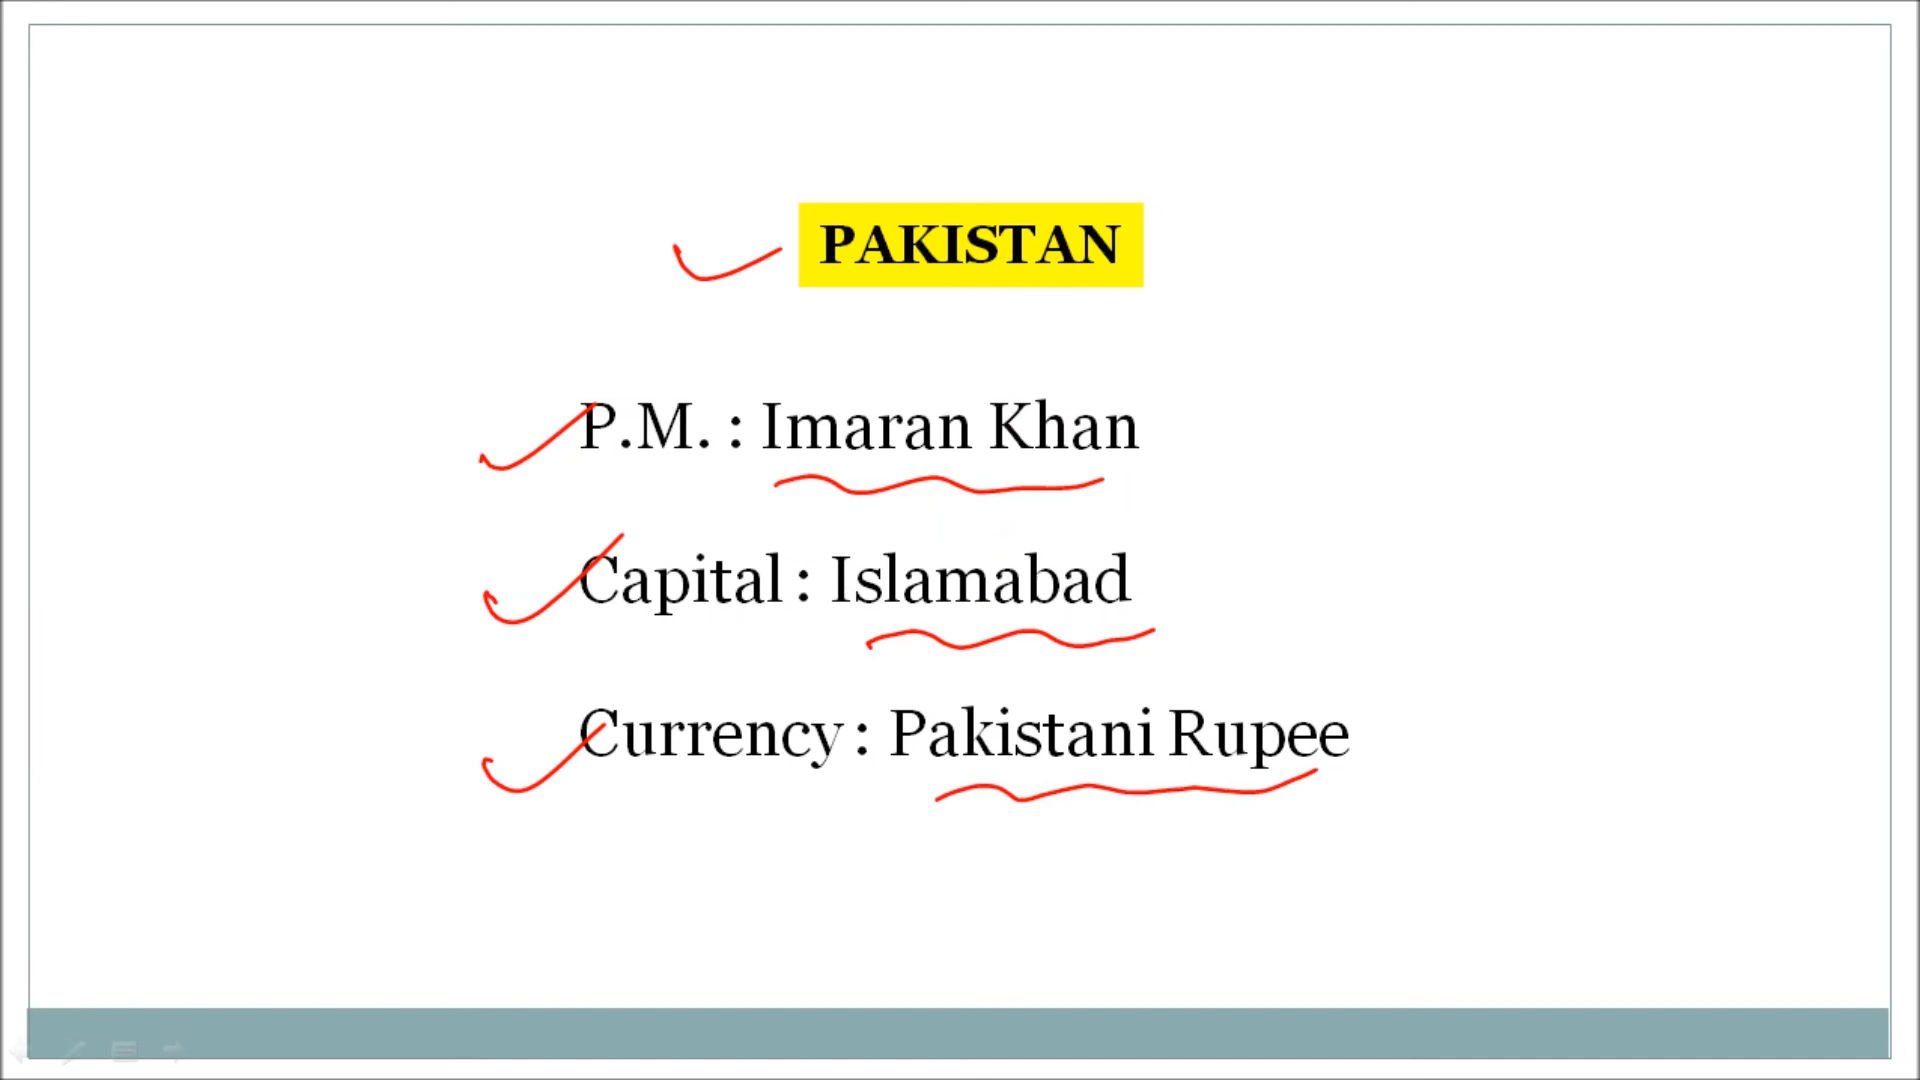 PAKISTAN
P.M. : Imaran Khan
Capital : Islamabad
Currency : Pakistani Rupee